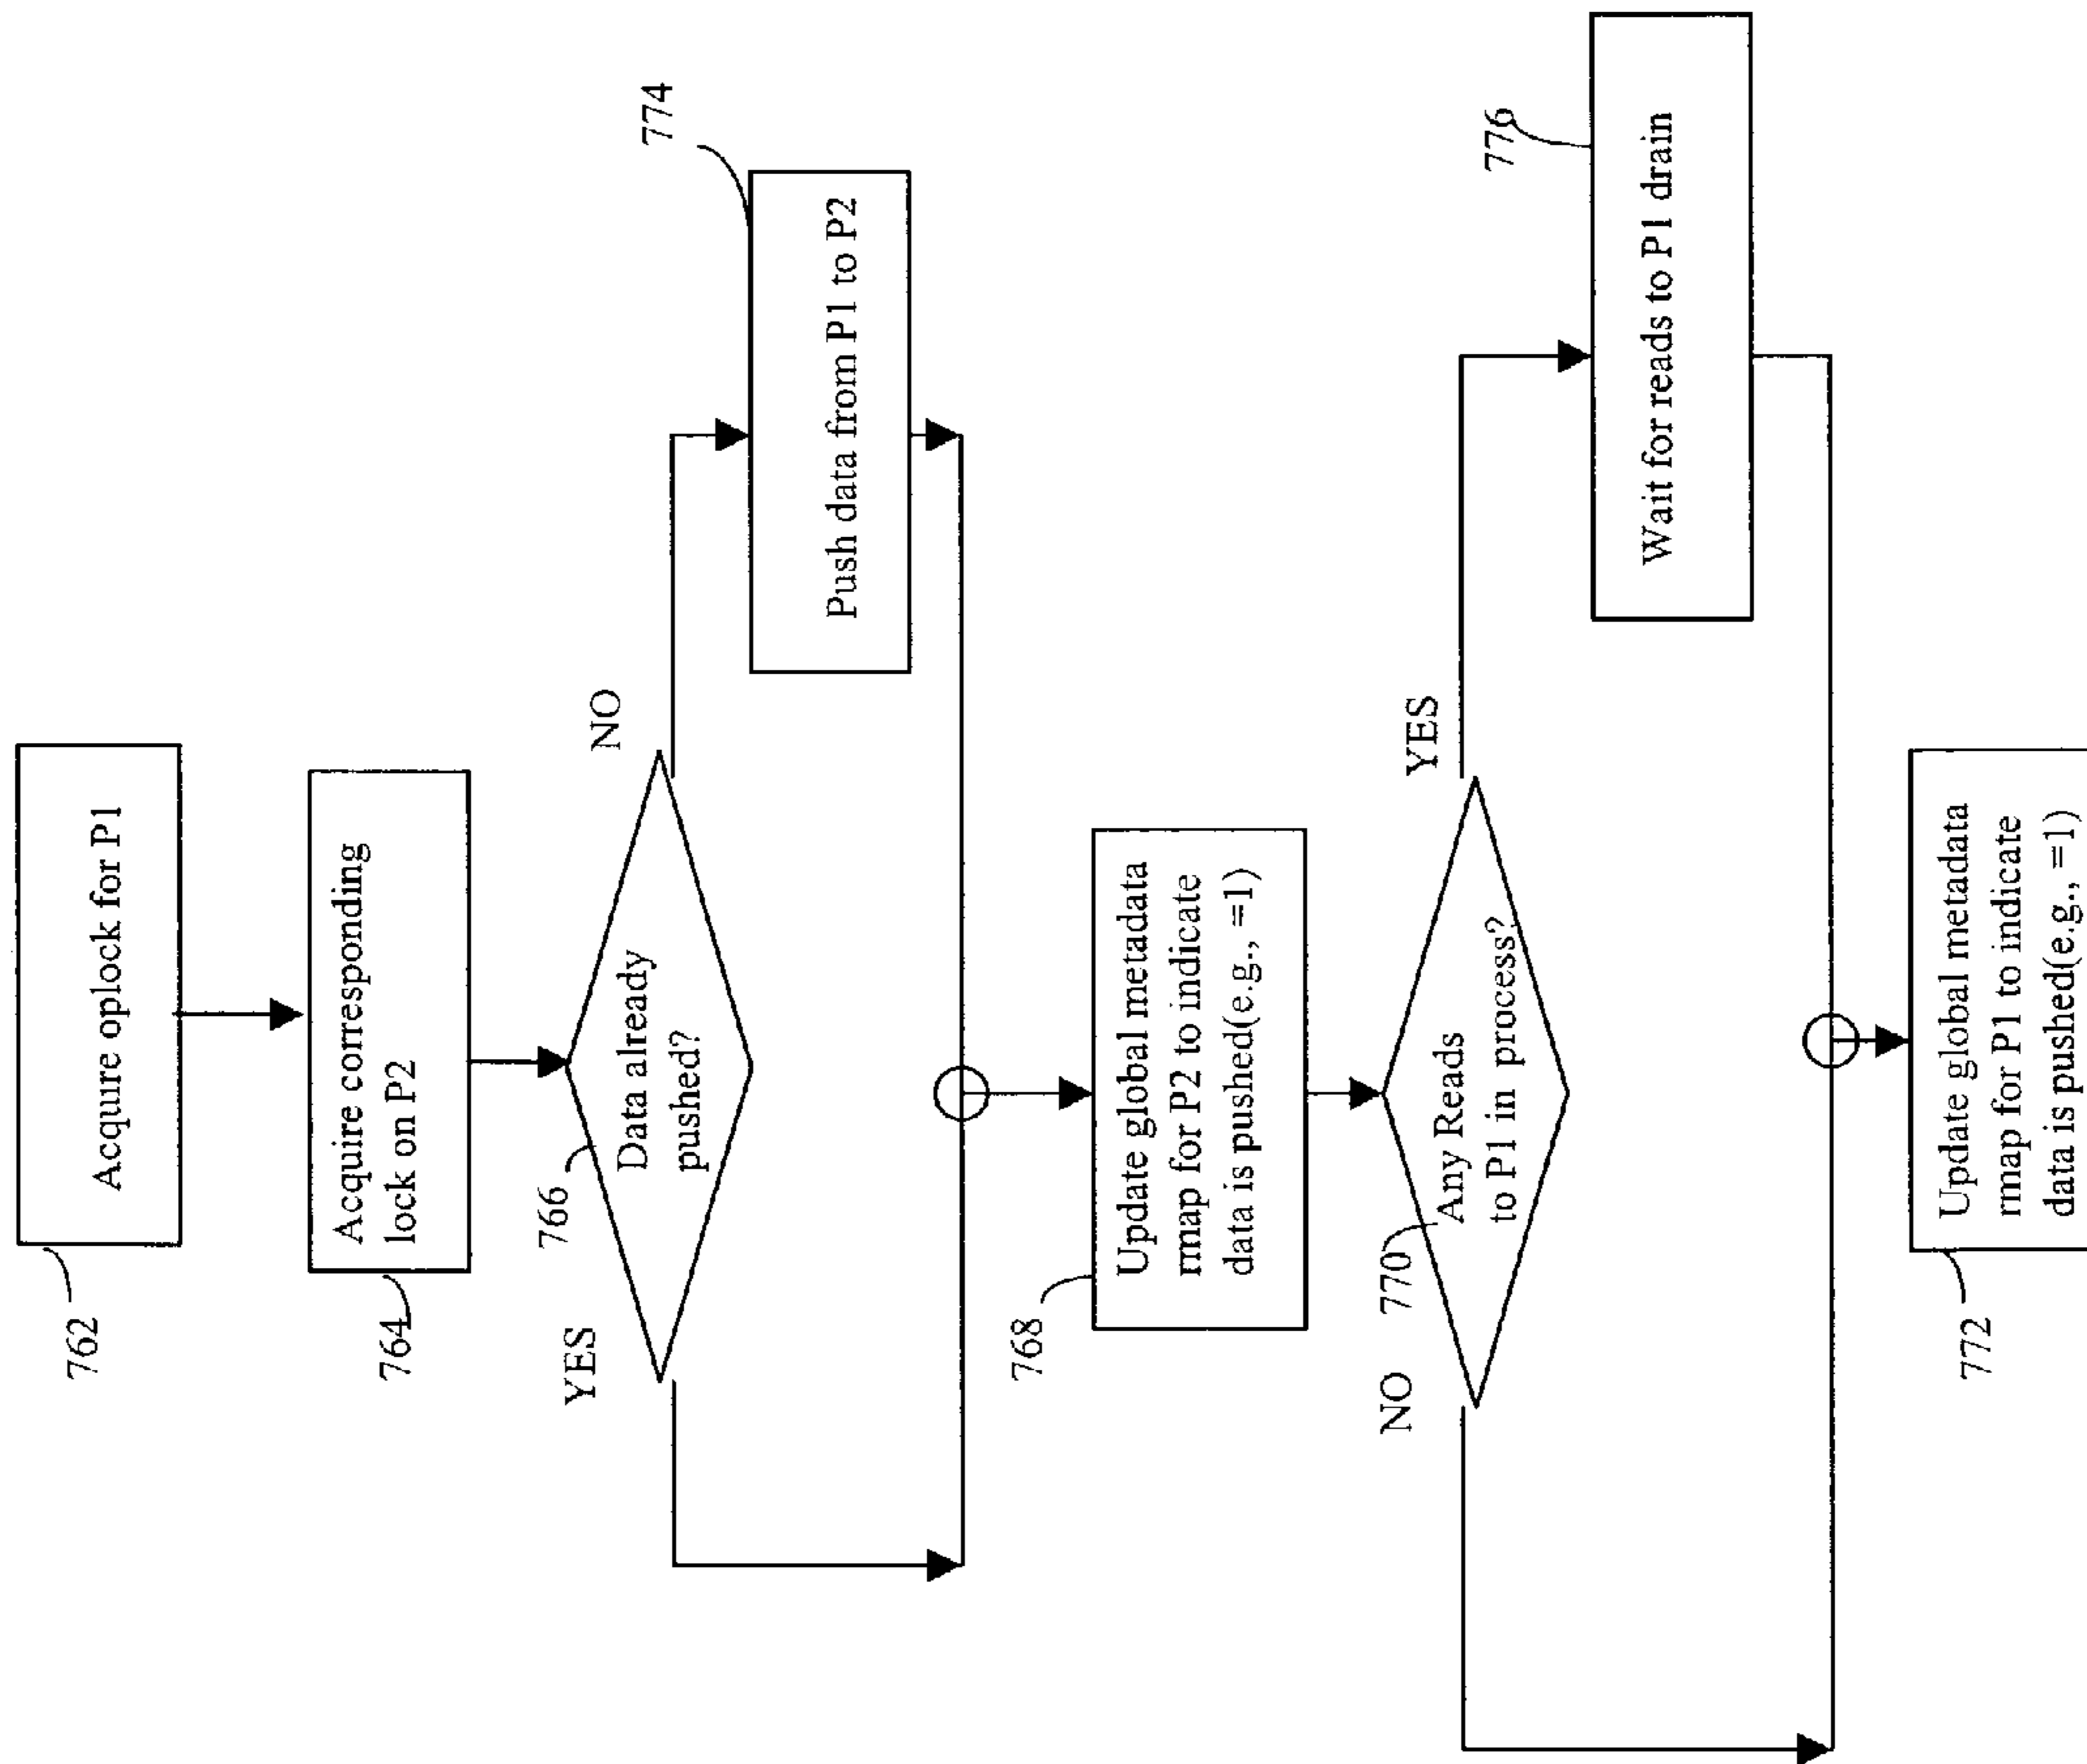 762
Acquire oplock for P1
764
Acquire corresponding
lock on P2
YES
766
Data already
pushed?
NO
774
Push data from P1 to P2
768
Update global metadata
rmap for P2 to indicate
data is pushed(e.g., =1)
NO
770
Any Reads
to P1 in process?
YES
776
Wait for reads to P1 drain
772
Update global metadata
rmap for P1 to indicate
data is pushed(e.g., =1)